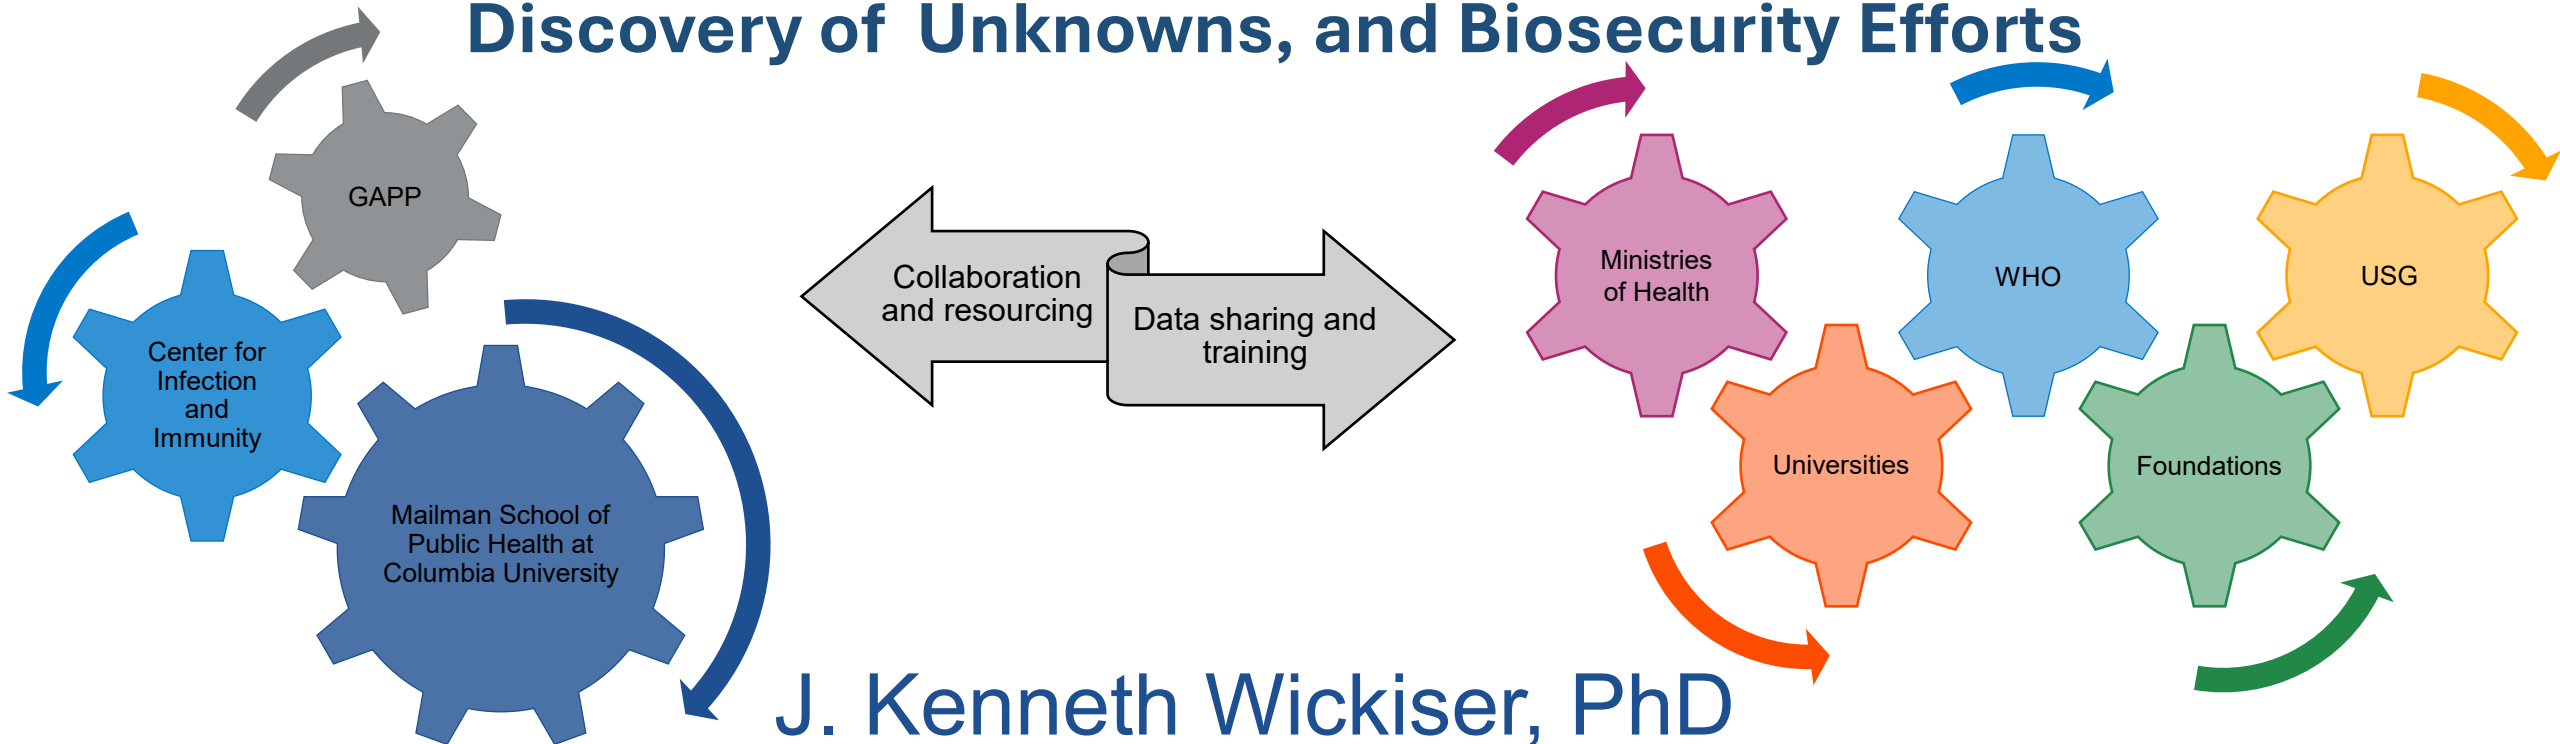 Discovery of  Unknowns, and Biosecurity Efforts
GAPP
Center for
Infection
and
Immunity
Mailman School of
Public Health at
Columbia University
Collaboration
and resourcing
Data sharing and
training
Ministries
of Health
WHO
USG
Universities
Foundations
J. Kenneth Wickiser, PhD